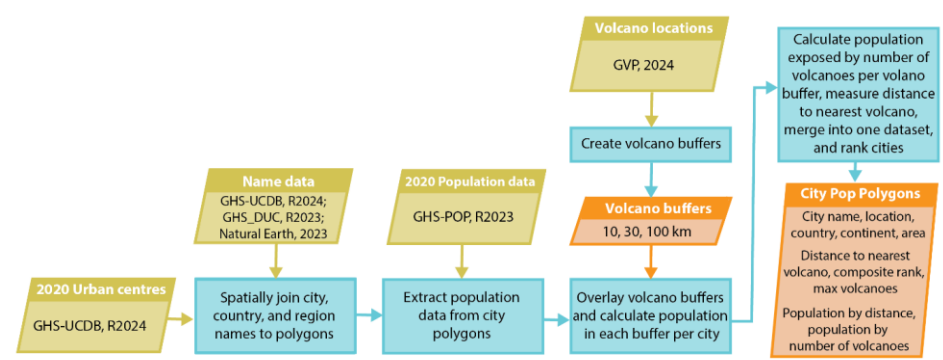 Volcano locations
GVP, 2024
Create volcano buffers
Volcano buffers
10, 30, 100 km
Name data
GHS-UCDB, R2024;
GHS_DUC, R2023;
Natural Earth, 2023
2020 Population data
GHS-POP, R2023
2020 Urban centres
GHS-UCDB, R2024
Spatially join city,
country, and region
names to polygons
Extract population
data from city
polygons
Overlay volcano buffers
and calculate population
in each buffer per city
Calculate population
exposed by number of
volcanoes per volano
buffer, measure distance
to nearest volcano,
merge into one dataset,
and rank cities
City Pop Polygons
City name, location,
country, continent, area
Distance to nearest
volcano, composite rank,
max volcanoes
Population by distance,
population by
number of volcanoes